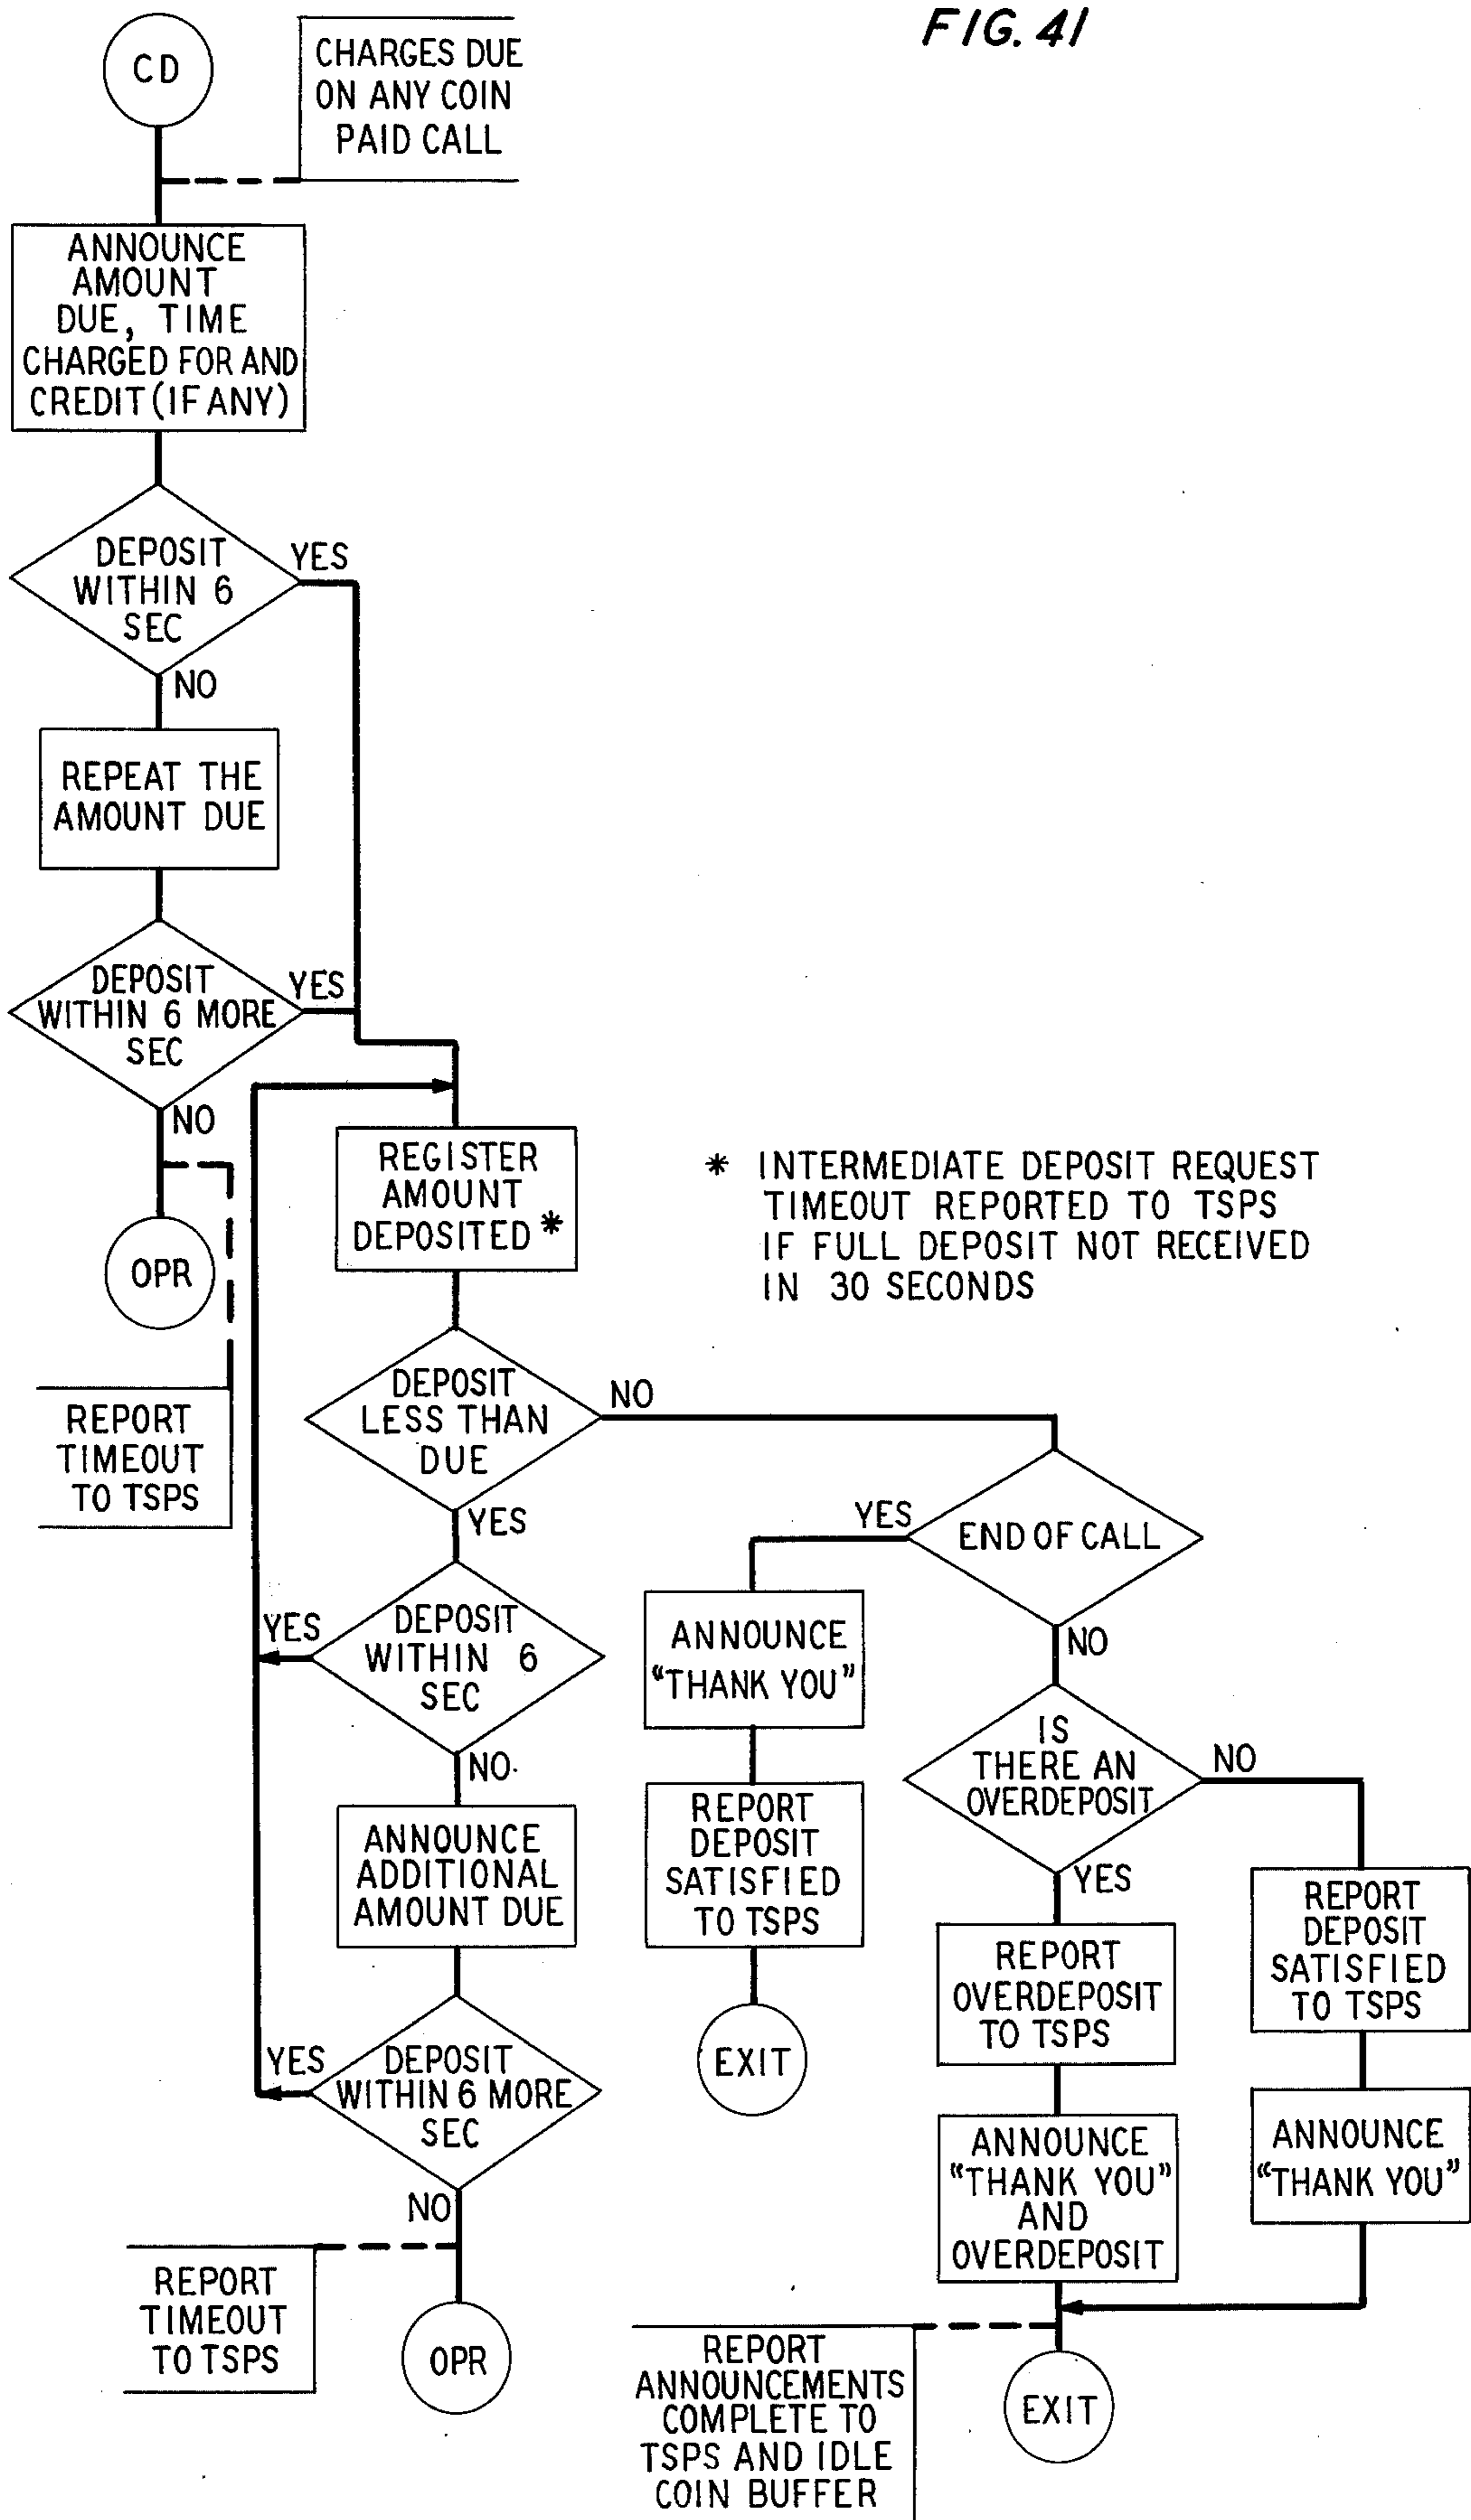 FIG. 41
CD
CHARGES DUE
ON ANY COIN
PAID CALL
ANNOUNCE
AMOUNT
DUE, TIME
CHARGED FOR AND
CREDIT (IF ANY)
DEPOSIT
WITHIN 6
SEC
YES
NO
REPEAT THE
AMOUNT DUE
DEPOSIT
WITHIN 6 MORE
SEC
YES
NO
OPR
REPORT
TIMEOUT
TO TSPS
REGISTER
AMOUNT
DEPOSITED *
* INTERMEDIATE DEPOSIT REQUEST
TIMEOUT REPORTED TO TSPS
IF FULL DEPOSIT NOT RECEIVED
IN 30 SECONDS
DEPOSIT
LESS THAN
DUE
NO
YES
DEPOSIT
WITHIN 6
SEC
YES
NO
ANNOUNCE
ADDITIONAL
AMOUNT DUE
DEPOSIT
WITHIN 6 MORE
SEC
YES
NO
REPORT
TIMEOUT
TO TSPS
OPR
END OF CALL
YES
NO
ANNOUNCE
"THANK YOU"
REPORT
DEPOSIT
SATISFIED
TO TSPS
EXIT
IS
THERE AN
OVERDEPOSIT
NO
YES
REPORT
OVERDEPOSIT
TO TSPS
ANNOUNCE
"THANK YOU"
AND
OVERDEPOSIT
REPORT
DEPOSIT
SATISFIED
TO TSPS
ANNOUNCE
"THANK YOU"
REPORT
ANNOUNCEMENTS
COMPLETE TO
TSPS AND IDLE
COIN BUFFER
EXIT